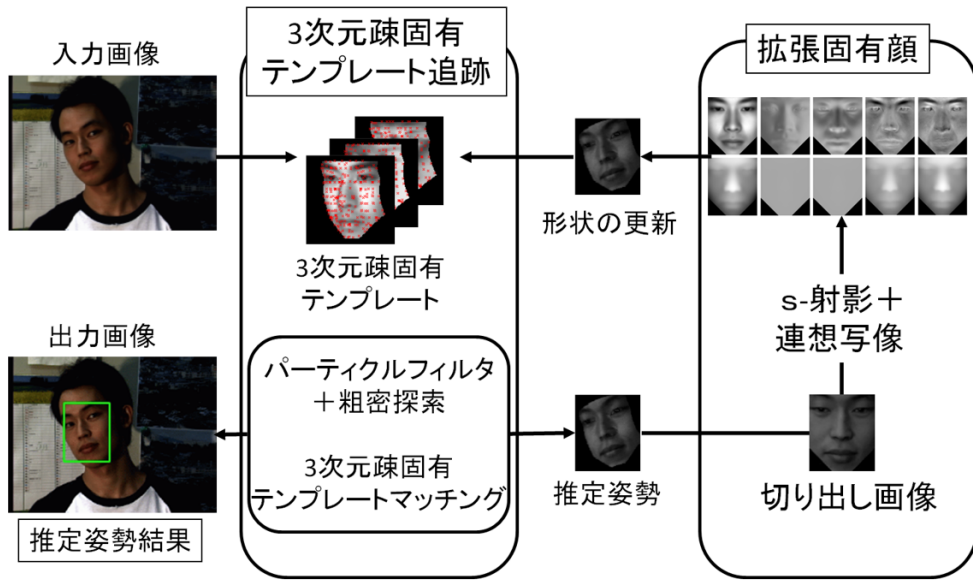 入力画像
3次元疎固有
テンプレート追跡
拡張固有顔
3次元疎固有
テンプレート
形状の更新
s-射影＋
連想写像
出力画像
パーティクルフィルタ
＋粗密探索
3次元疎固有
テンプレートマッチング
推定姿勢
切り出し画像
推定姿勢結果